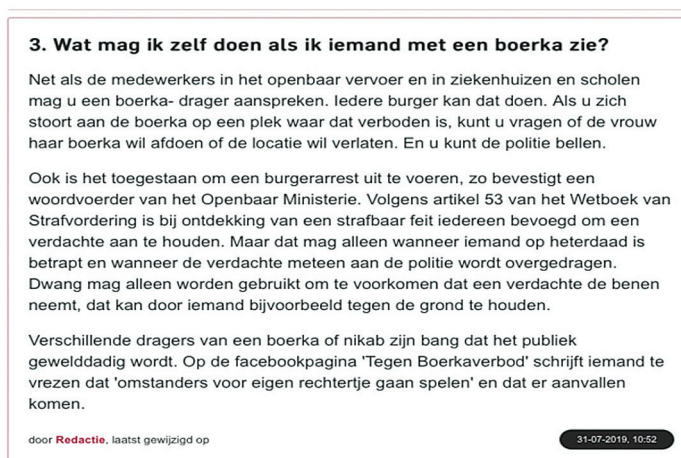 3. Wat mag ik zelf doen als ik iemand met een boerka zie?
Net als de medewerkers in het openbaar vervoer en in ziekenhuizen en scholen
mag u een boerka- drager aanspreken. Iedere burger kan dat doen. Als u zich
stoort aan de boerka op een plek waar dat verboden is, kunt u vragen of de vrouw
haar boerka wil afdoen of de locatie wil verlaten. En u kunt de politie bellen.
Ook is het toegestaan om een burgerarrest uit te voeren, zo bevestigt een
woordvoerder van het Openbaar Ministerie. Volgens artikel 53 van het Wetboek van
Strafvordering is bij ontdekking van een strafbaar feit iedereen bevoegd om een
verdachte aan te houden. Maar dat mag alleen wanneer iemand op heterdaad is
betrapt en wanneer de verdachte meteen aan de politie wordt overgedragen.
Dwang mag alleen worden gebruikt om te voorkomen dat een verdachte de benen
neemt, dat kan door iemand bijvoorbeeld tegen de grond te houden.
Verschillende dragers van een boerka of nikab zijn bang dat het publiek
gewelddadig wordt. Op de facebookpagina 'Tegen Boerkaverbod' schrijft iemand te
vrezen dat 'omstanders voor eigen rechtertje gaan spelen' en dat er aanvallen
komen.
door Redactie, laatst gewijzigd op 31-07-2019, 10:52